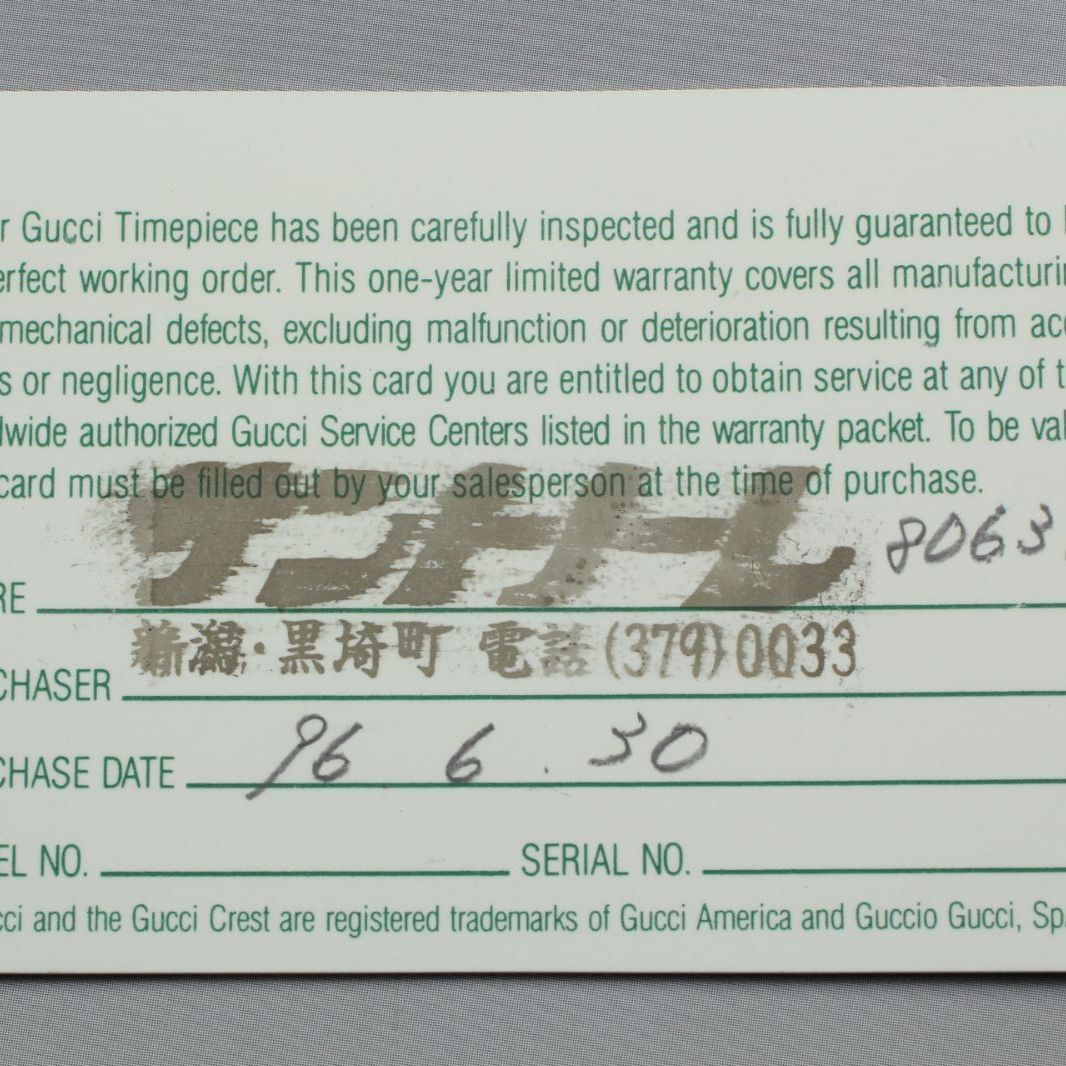 r Gucci Timepiece has been carefully inspected and is fully guaranteed to
erfect working order. This one-year limited warranty covers all manufacturi
mechanical defects, excluding malfunction or deterioration resulting from acc
s or negligence. With this card you are entitled to obtain service at any of t
dwide authorized Gucci Service Centers listed in the warranty packet. To be val
card must be filled out by your salesperson at the time of purchase.
8063
RE
新潟・黒埼町 電話(379)0033
CHASER
CHASE DATE 96 6 . 30
EL NO. SERIAL NO.
cci and the Gucci Crest are registered trademarks of Gucci America and Guccio Gucci, Sp